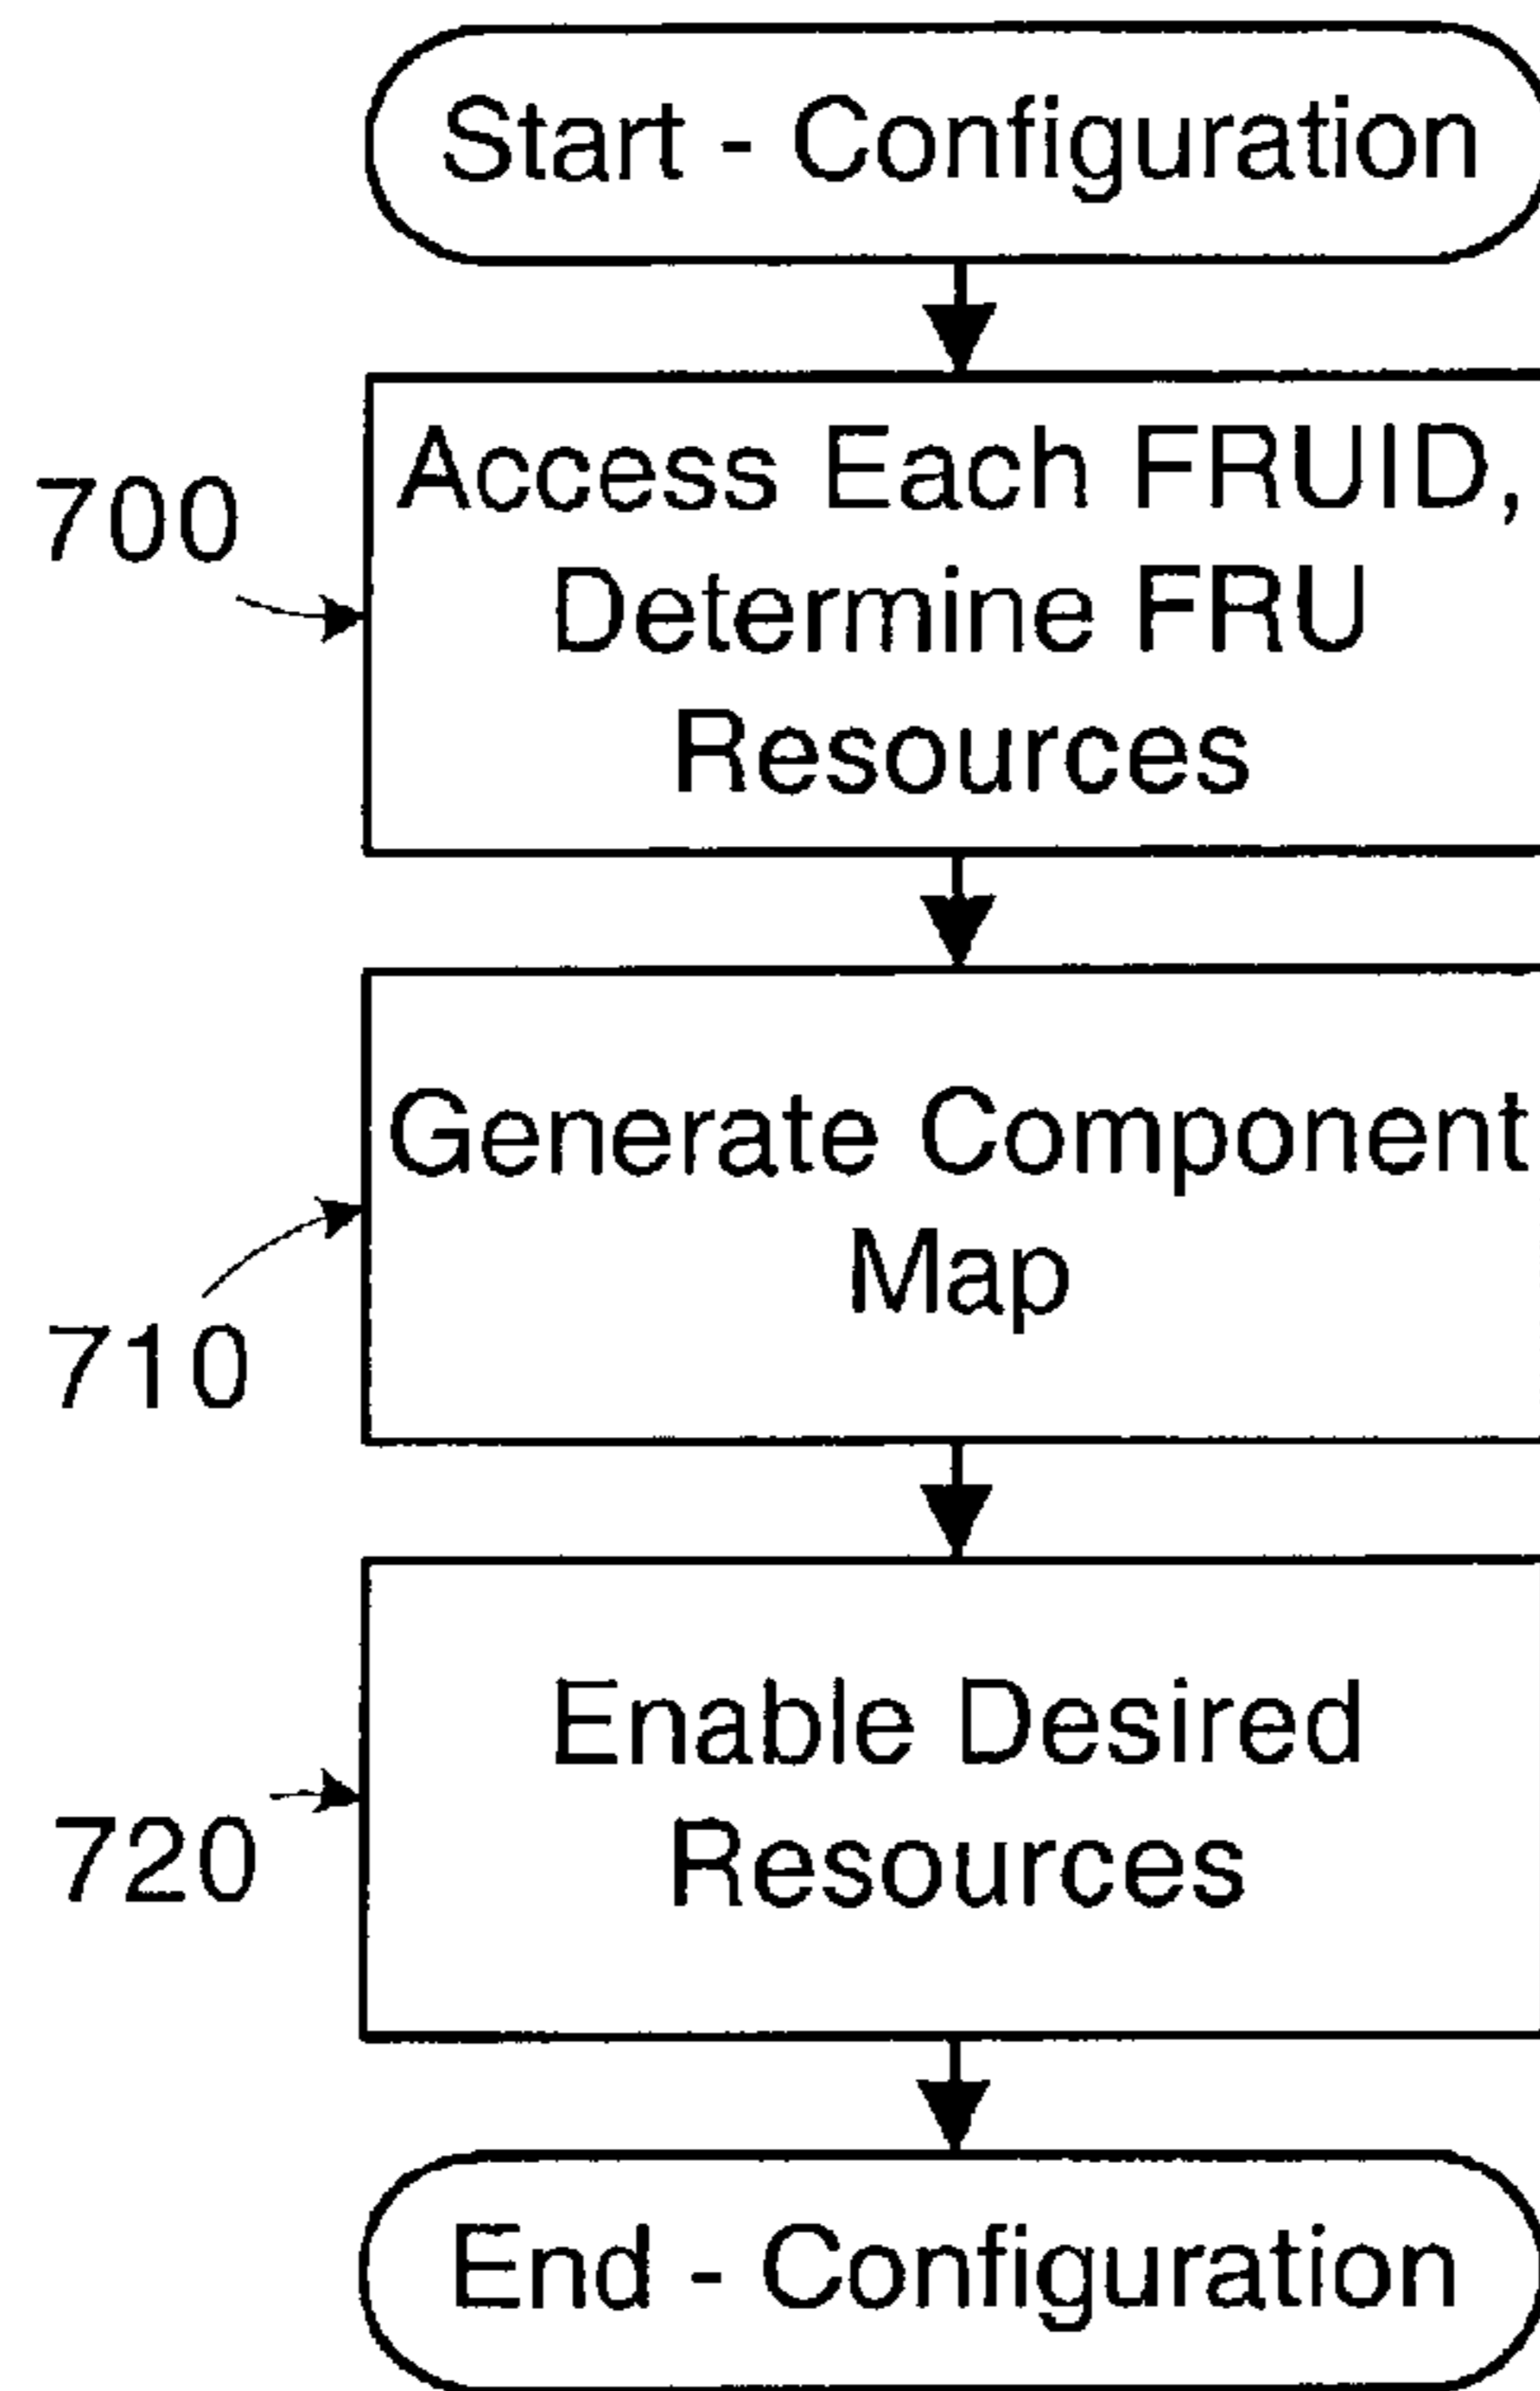 Start - Configuration
Access Each FRUID,
Determine FRU
Resources
700
Generate Component
Map
710
Enable Desired
Resources
720
End - Configuration